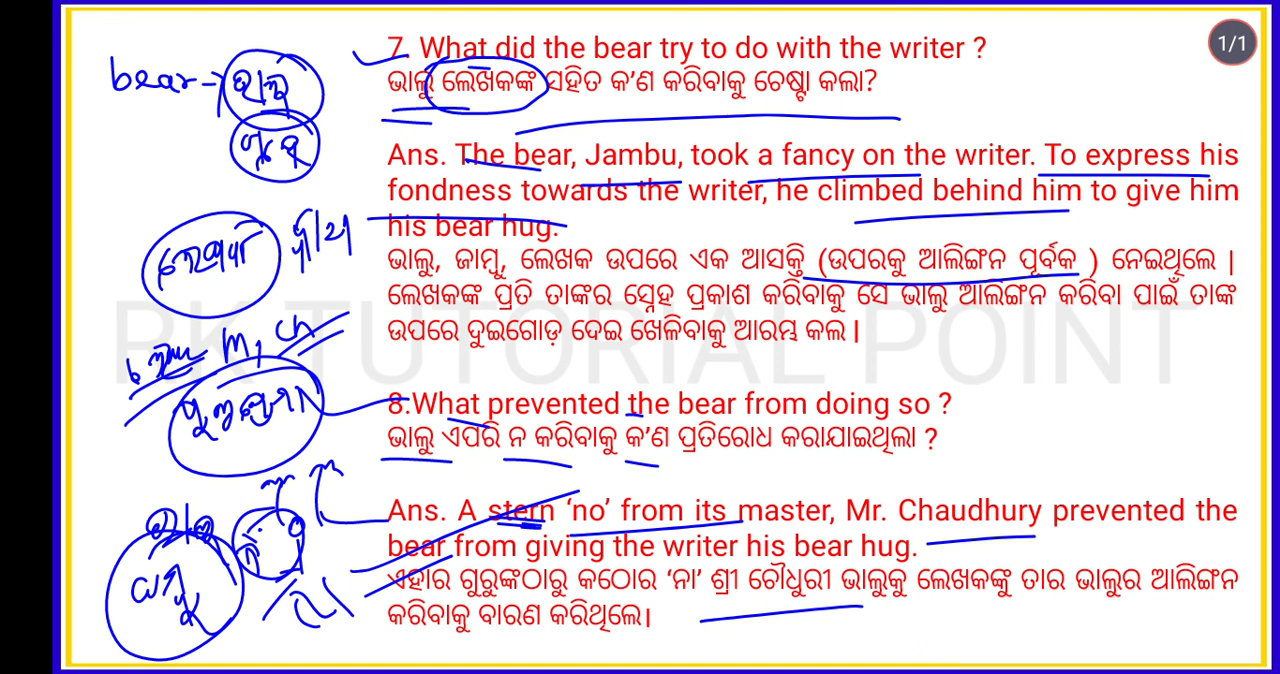 1/1
7. What did the bear try to do with the writer ?
bear → ଭାଲୁ
ଭାଲୁ ଲେଖକଙ୍କ ସହିତ କ'ଣ କରିବାକୁ ଚେଷ୍ଟା କଲା?
Ans. The bear, Jambu, took a fancy on the writer. To express his
fondness towards the writer, he climbed behind him to give him
his bear hug.
ଭାଲୁ, ଜାମ୍ବୁ, ଲେଖକ ଉପରେ ଏକ ଆସକ୍ତି (ଉପରକୁ ଆଲିଙ୍ଗନ ପୂର୍ବକ ) ନେଇଥିଲେ |
ଲେଖକଙ୍କ ପ୍ରତି ତାଙ୍କର ସ୍ନେହ ପ୍ରକାଶ କରିବାକୁ ସେ ଭାଲୁ ଆଲିଙ୍ଗନ କରିବା ପାଇଁ ତାଙ୍କ
ଉପରେ ଦୁଇଗୋଡ଼ ଦେଇ ଖେଳିବାକୁ ଆରମ୍ଭ କଲ |
PK TUTORIAL POINT
8.What prevented the bear from doing so ?
ଭାଲୁ ଏପରି ନ କରିବାକୁ କ'ଣ ପ୍ରତିରୋଧ କରାଯାଇଥିଲା ?
Ans. A stern 'no' from its master, Mr. Chaudhury prevented the
bear from giving the writer his bear hug.
ଏହାର ଗୁରୁଙ୍କଠାରୁ କଠୋର 'ନା' ଶ୍ରୀ ଚୌଧୁରୀ ଭାଲୁକୁ ଲେଖକଙ୍କୁ ତାର ଭାଲୁର ଆଲିଙ୍ଗନ
କରିବାକୁ ବାରଣ କରିଥିଲେ|